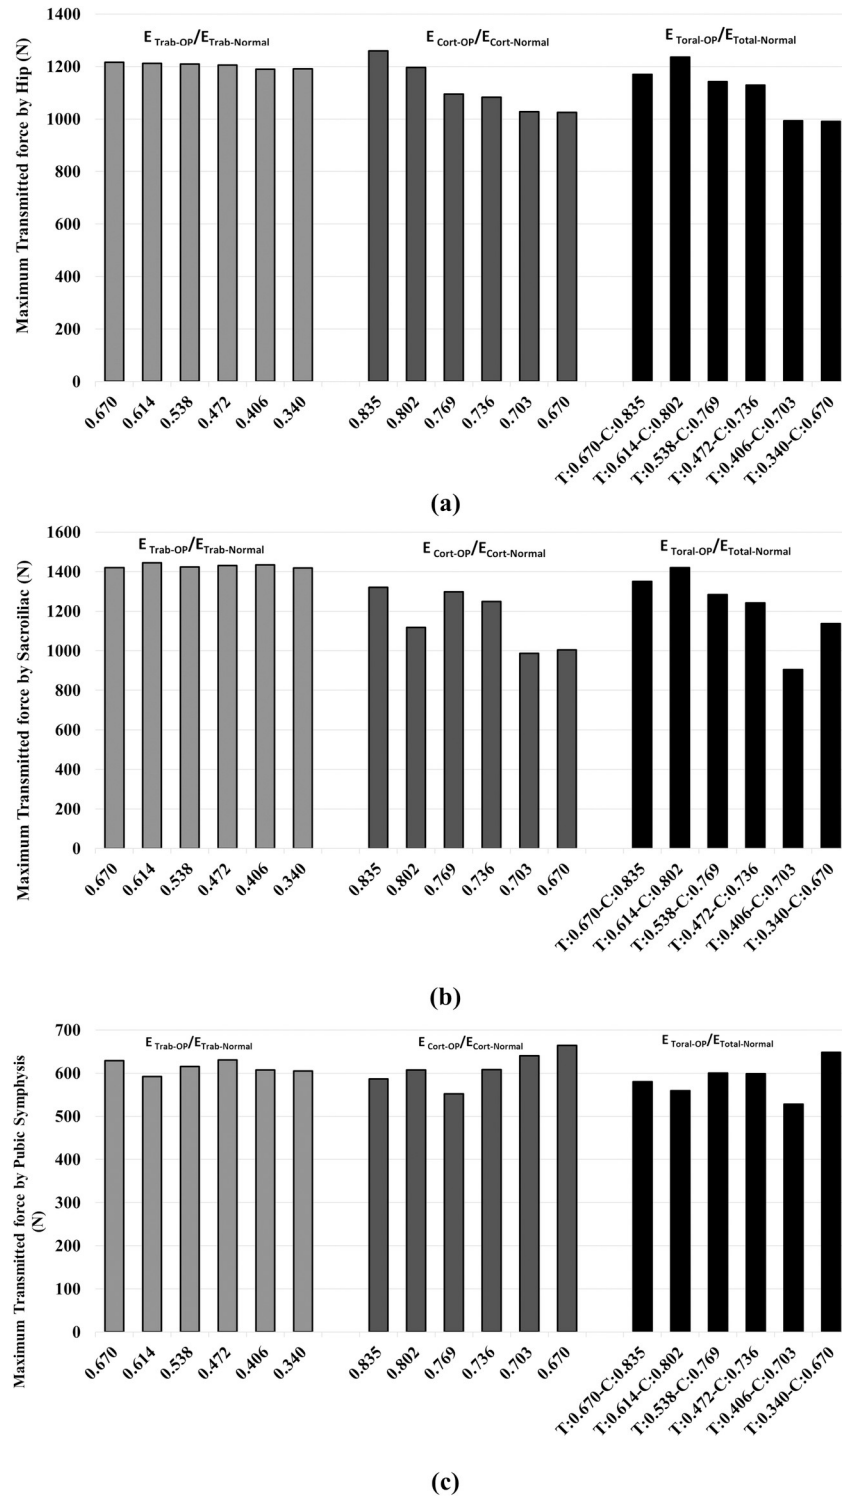 Maximum Transmitted force by Hip (N)
1400
1200
1000
800
600
400
200
0
E Trab-OP/E Trab-Normal
E Cort-OP/E Cort-Normal
E Toral-OP/E Total-Normal
0.670
0.614
0.538
0.472
0.406
0.340
0.835
0.802
0.769
0.736
0.703
0.670
T:0.670-C:0.835
T:0.614-C:0.802
T:0.538-C:0.769
T:0.472-C:0.736
T:0.406-C:0.703
T:0.340-C:0.670
(a)
Maximum Transmitted force by Sacroiliac (N)
1600
1400
1200
1000
800
600
400
200
0
E Trab-OP/E Trab-Normal
E Cort-OP/E Cort-Normal
E Toral-OP/E Total-Normal
0.670
0.614
0.538
0.472
0.406
0.340
0.835
0.802
0.769
0.736
0.703
0.670
T:0.670-C:0.835
T:0.614-C:0.802
T:0.538-C:0.769
T:0.472-C:0.736
T:0.406-C:0.703
T:0.340-C:0.670
(b)
Maximum Transmitted force by Pubic Symphysis
(N)
700
600
500
400
300
200
100
0
E Trab-OP/E Trab-Normal
E Cort-OP/E Cort-Normal
E Toral-OP/E Total-Normal
0.670
0.614
0.538
0.472
0.406
0.340
0.835
0.802
0.769
0.736
0.703
0.670
T:0.670-C:0.835
T:0.614-C:0.802
T:0.538-C:0.769
T:0.472-C:0.736
T:0.406-C:0.703
T:0.340-C:0.670
(c)